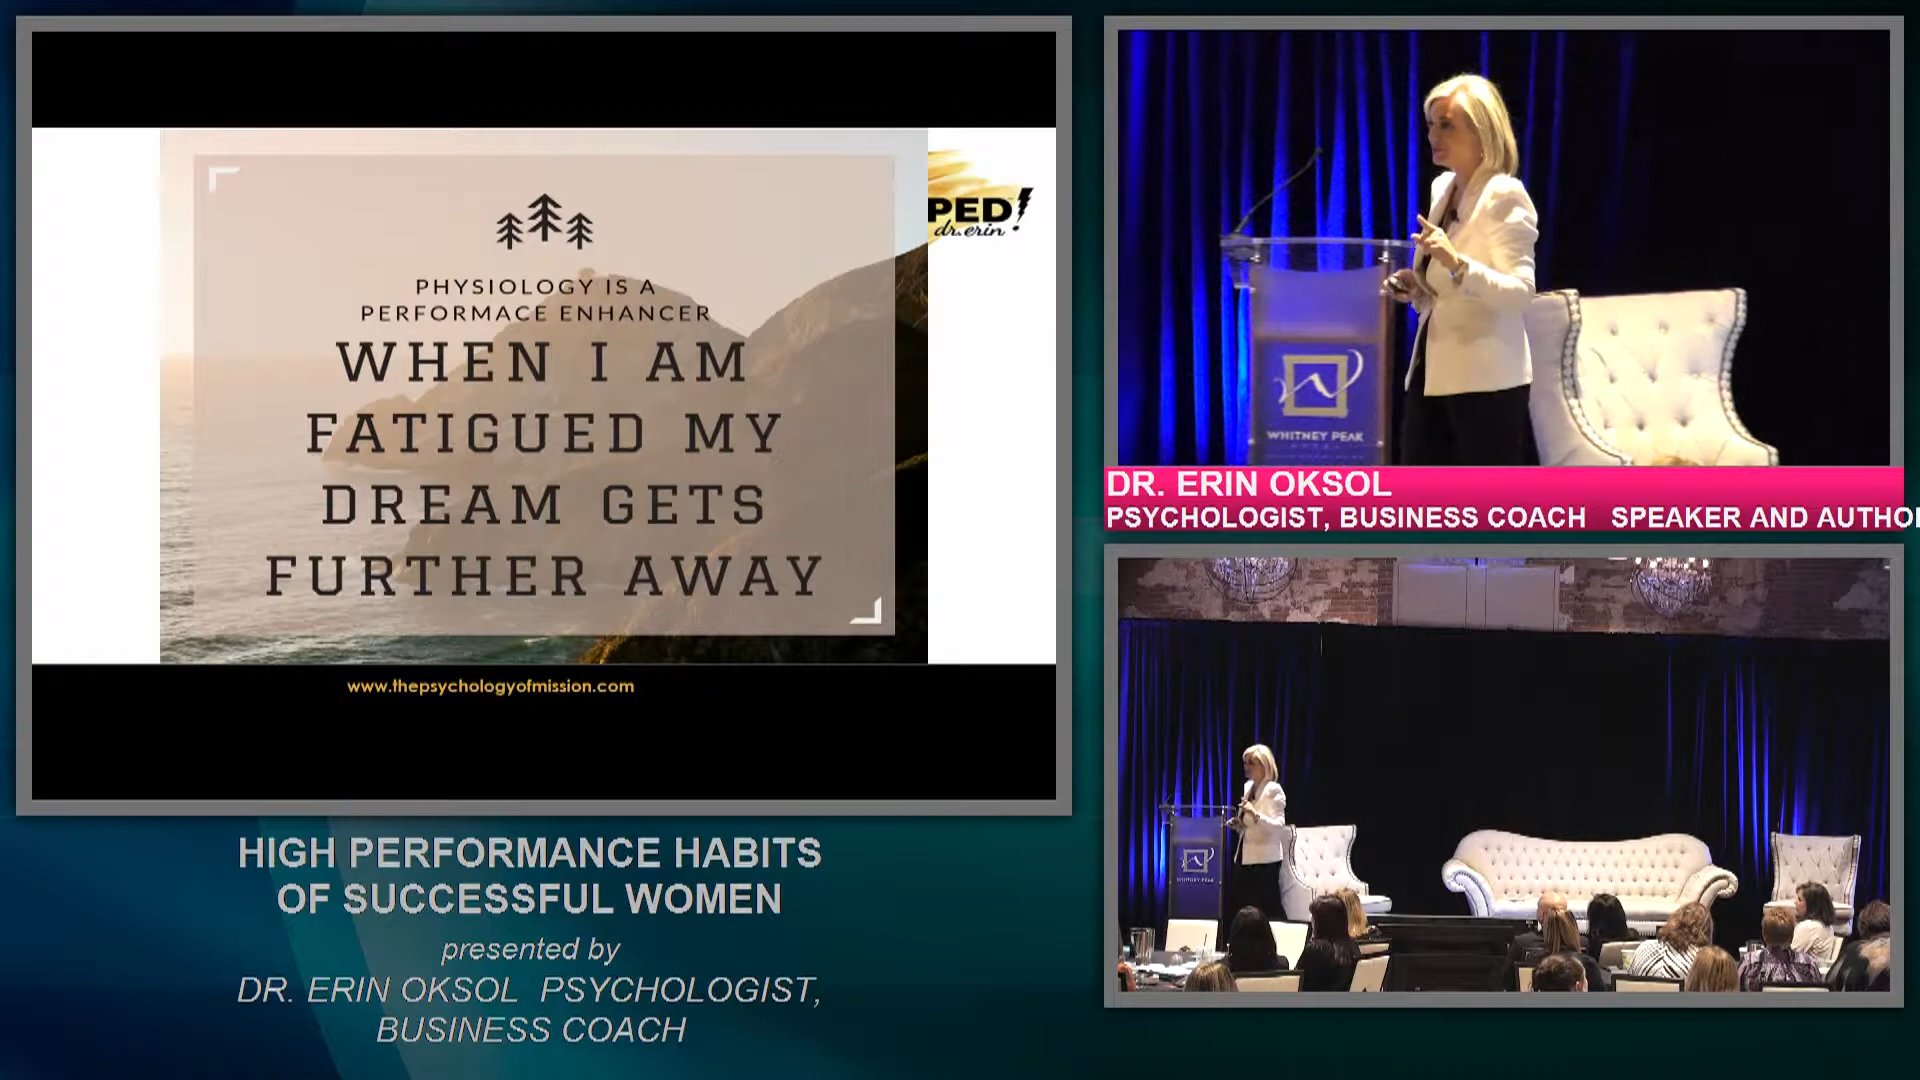 PED!
dr.erin
PHYSIOLOGY IS A
PERFORMACE ENHANCER
WHEN I AM
FATIGUED MY
DREAM GETS
FURTHER AWAY
www.thepsychologyofmission.com
HIGH PERFORMANCE HABITS
OF SUCCESSFUL WOMEN
presented by
DR. ERIN OKSOL PSYCHOLOGIST,
BUSINESS COACH
WHITNEY PEAK
DR. ERIN OKSOL
PSYCHOLOGIST, BUSINESS COACH SPEAKER AND AUTHO
WHITNEY PEAK